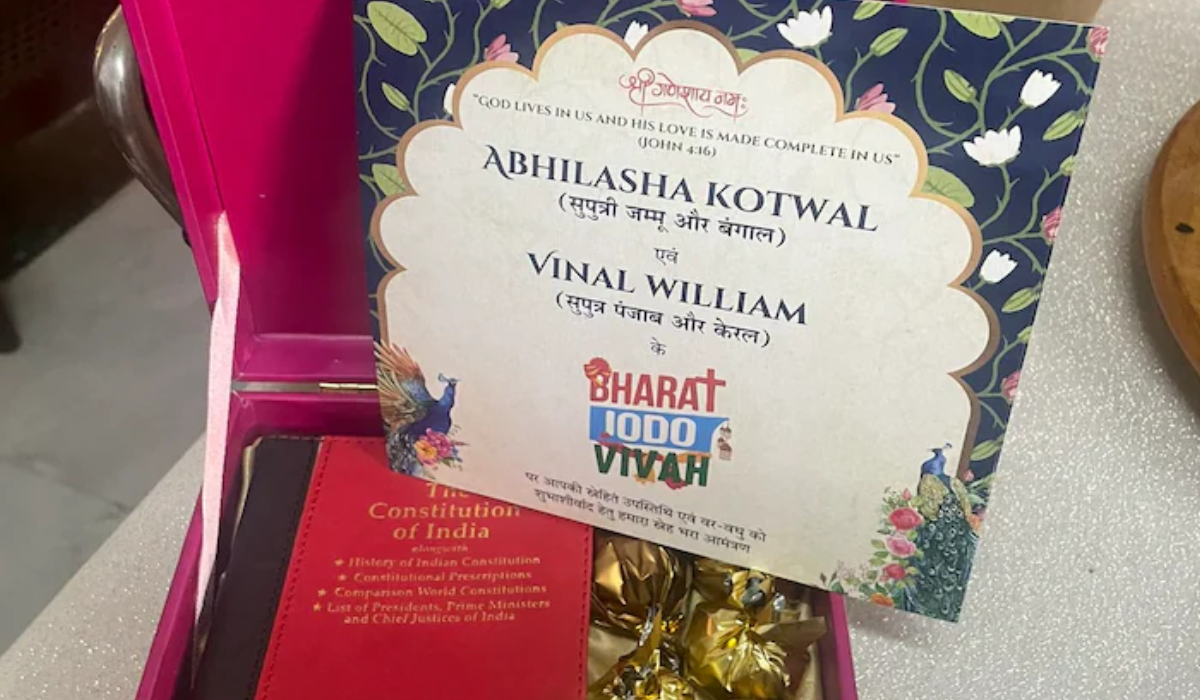 श्री गणेशाय नमः
"GOD LIVES IN US AND HIS LOVE IS MADE COMPLETE IN US"
(JOHN 4:16)
ABHILASHA KOTWAL
(सुपुत्री जम्मू और बंगाल)
एवं
VINAL WILLIAM
(सुपुत्र पंजाब और केरल)
के
BHARAT
JODO
VIVAH
पर आपकी स्नेहिल उपस्थिति एवं वर-वधु को
शुभाशीर्वाद हेतु हमारा स्नेह भरा आमंत्रण
The
Constitution
of India
alongwith
★ History of Indian Constitution
★ Constitutional Prescriptions
★ Comparison World Constitutions
★ List of Presidents, Prime Ministers
and Chief Justices of India